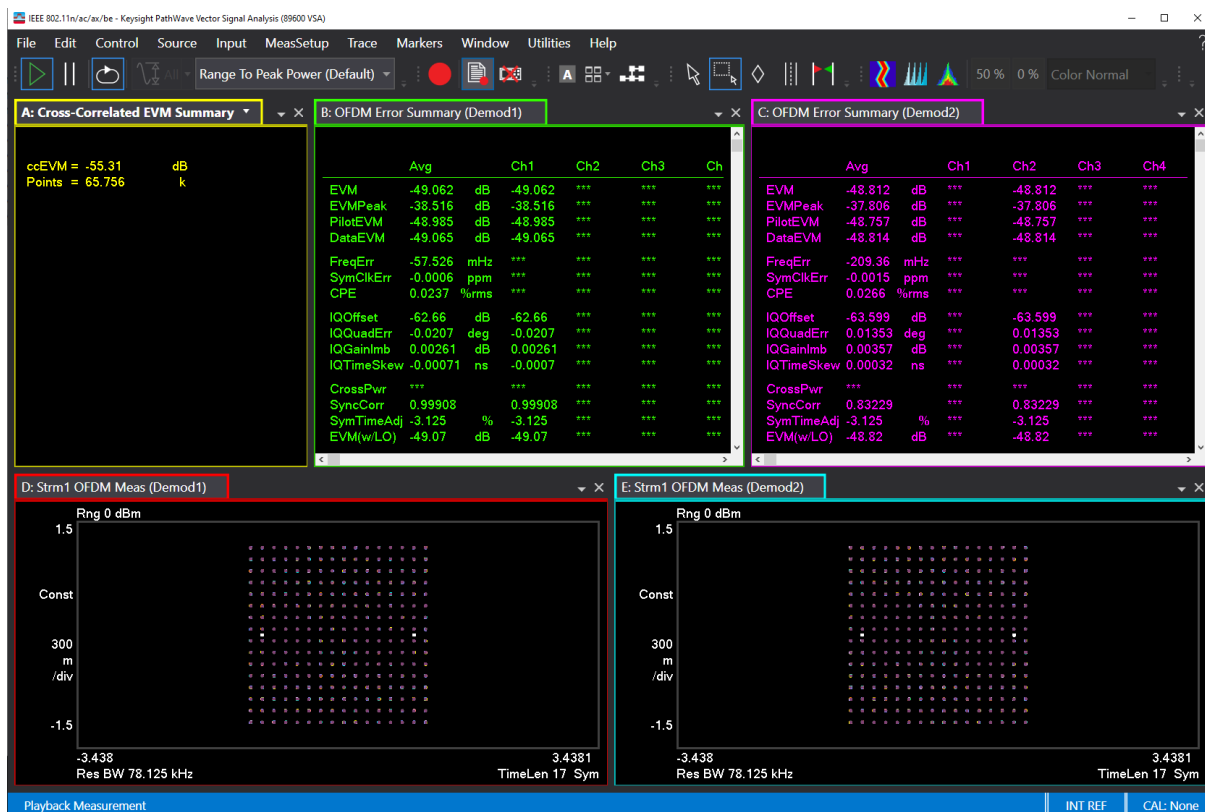 IEEE 802.11n/ac/ax/be - Keysight PathWave Vector Signal Analysis (89600 VSA)
File Edit Control Source Input MeasSetup Trace Markers Window Utilities Help ?
All Range To Peak Power (Default) A 50 % 0 % Color Normal
A: Cross-Correlated EVM Summary
ccEVM = -55.31 dB
Points = 65.756 k
B: OFDM Error Summary (Demod1)
Avg Ch1 Ch2 Ch3 Ch
EVM -49.062 dB -49.062 *** *** ***
EVMPeak -38.516 dB -38.516 *** *** ***
PilotEVM -48.985 dB -48.985 *** *** ***
DataEVM -49.065 dB -49.065 *** *** ***
FreqErr -57.526 mHz *** *** *** ***
SymClkErr -0.0006 ppm *** *** *** ***
CPE 0.0237 %rms *** *** *** ***
IQOffset -62.66 dB -62.66 *** *** ***
IQQuadErr -0.0207 deg -0.0207 *** *** ***
IQGainImb 0.00261 dB 0.00261 *** *** ***
IQTimeSkew -0.00071 ns -0.0007 *** *** ***
CrossPwr *** *** *** *** ***
SyncCorr 0.99908 0.99908 *** *** ***
SymTimeAdj -3.125 % -3.125 *** *** ***
EVM(w/LO) -49.07 dB -49.07 *** *** ***
C: OFDM Error Summary (Demod2)
Avg Ch1 Ch2 Ch3 Ch4
EVM -48.812 dB *** -48.812 *** ***
EVMPeak -37.806 dB *** -37.806 *** ***
PilotEVM -48.757 dB *** -48.757 *** ***
DataEVM -48.814 dB *** -48.814 *** ***
FreqErr -209.36 mHz *** *** *** ***
SymClkErr -0.0015 ppm *** *** *** ***
CPE 0.0266 %rms *** *** *** ***
IQOffset -63.599 dB *** -63.599 *** ***
IQQuadErr 0.01353 deg *** 0.01353 *** ***
IQGainImb 0.00357 dB *** 0.00357 *** ***
IQTimeSkew 0.00032 ns *** 0.00032 *** ***
CrossPwr *** *** *** *** ***
SyncCorr 0.83229 *** 0.83229 *** ***
SymTimeAdj -3.125 % *** -3.125 *** ***
EVM(w/LO) -48.82 dB *** -48.82 *** ***
D: Strm1 OFDM Meas (Demod1)
Rng 0 dBm
1.5
Const
300
m
/div
-1.5
-3.438 3.4381
Res BW 78.125 kHz TimeLen 17 Sym
E: Strm1 OFDM Meas (Demod2)
Rng 0 dBm
1.5
Const
300
m
/div
-1.5
-3.438 3.4381
Res BW 78.125 kHz TimeLen 17 Sym
Playback Measurement INT REF CAL: None